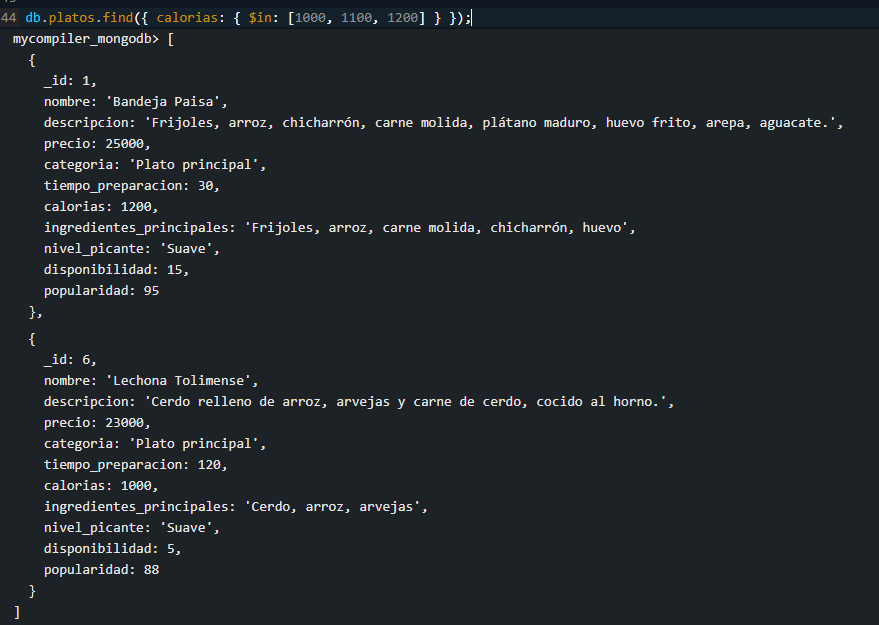 44 db.platos.find({ calorias: { $in: [1000, 1100, 1200] } });
mycompiler_mongodb> [
{
_id: 1,
nombre: 'Bandeja Paisa',
descripcion: 'Frijoles, arroz, chicharrón, carne molida, plátano maduro, huevo frito, arepa, aguacate.',
precio: 25000,
categoria: 'Plato principal',
tiempo_preparacion: 30,
calorias: 1200,
ingredientes_principales: 'Frijoles, arroz, carne molida, chicharrón, huevo',
nivel_picante: 'Suave',
disponibilidad: 15,
popularidad: 95
},
{
_id: 6,
nombre: 'Lechona Tolimense',
descripcion: 'Cerdo relleno de arroz, arvejas y carne de cerdo, cocido al horno.',
precio: 23000,
categoria: 'Plato principal',
tiempo_preparacion: 120,
calorias: 1000,
ingredientes_principales: 'Cerdo, arroz, arvejas',
nivel_picante: 'Suave',
disponibilidad: 5,
popularidad: 88
}
]